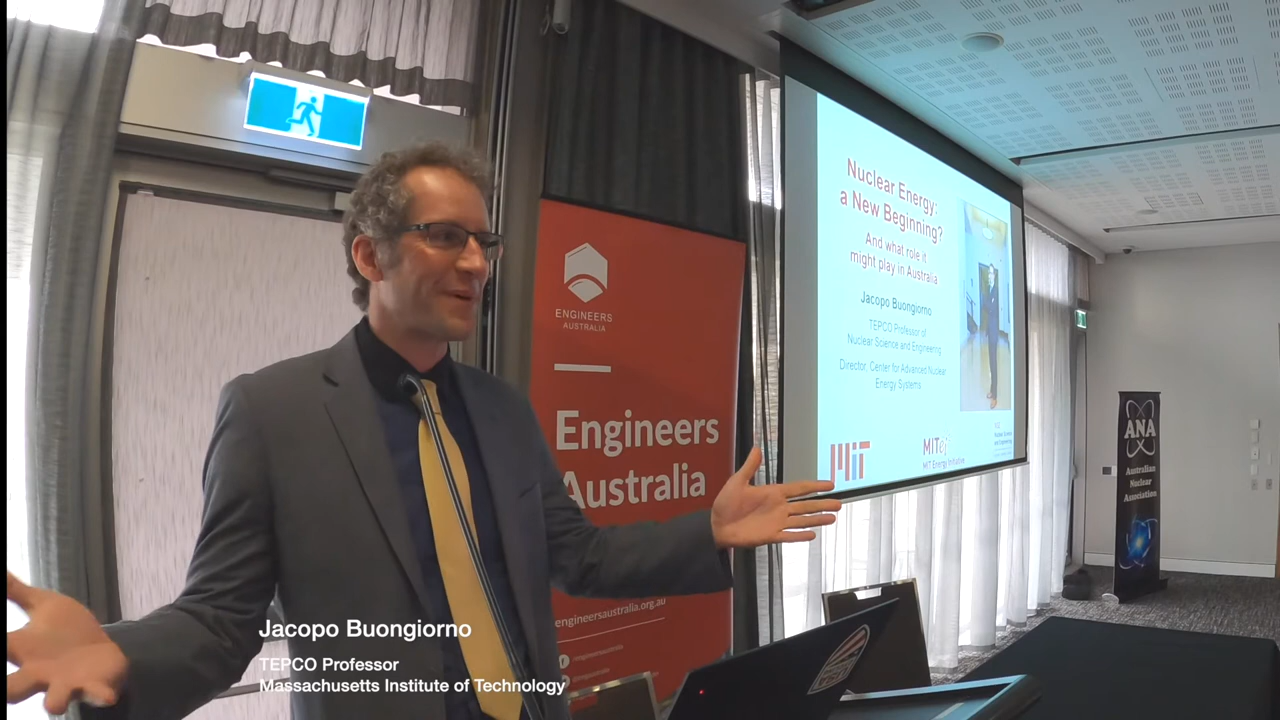 ENGINEERS
AUSTRALIA
Engineers
Australia
engineersaustralia.org.au
Nuclear Energy:
a New Beginning?
And what role it
might play in Australia
Jacopo Buongiorno
TEPCO Professor of
Nuclear Science and Engineering
Director, Center for Advanced Nuclear
Energy Systems
MIT
MITei
MIT Energy Initiative
ANA
Australian
Nuclear
Association
Jacopo Buongiorno
TEPCO Professor
Massachusetts Institute of Technology